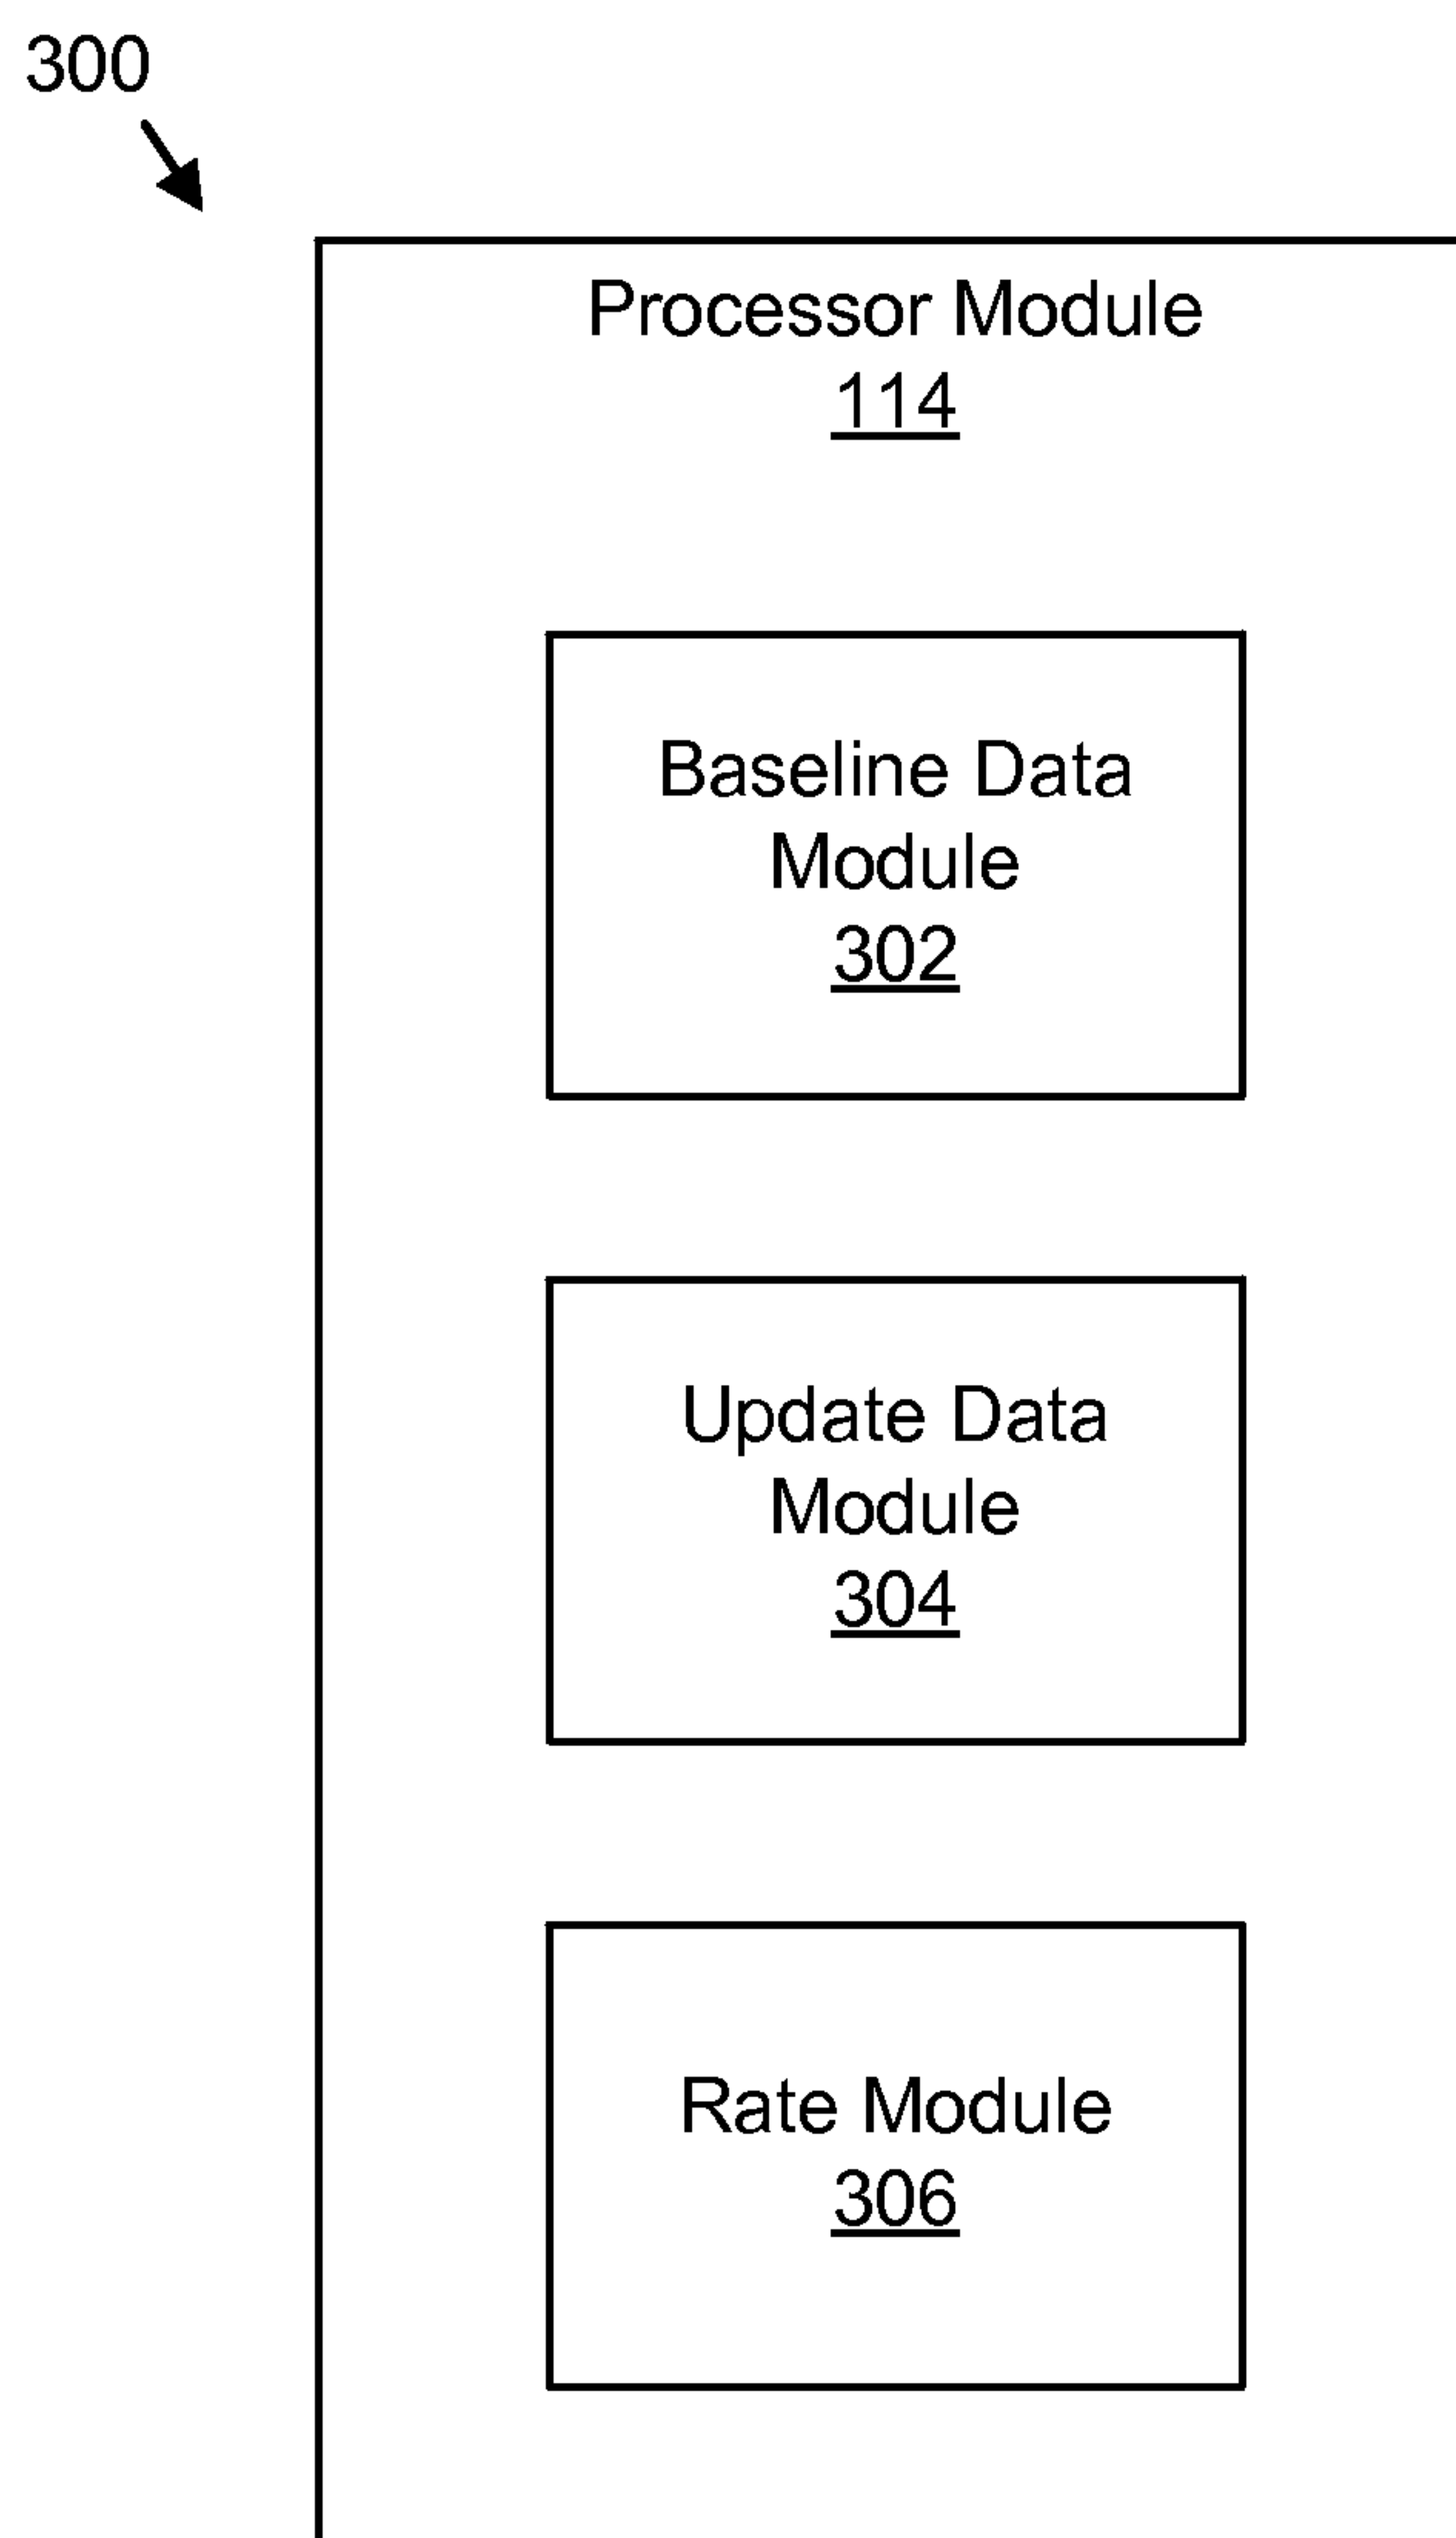 300
Processor Module
114
Baseline Data
Module
302
Update Data
Module
304
Rate Module
306